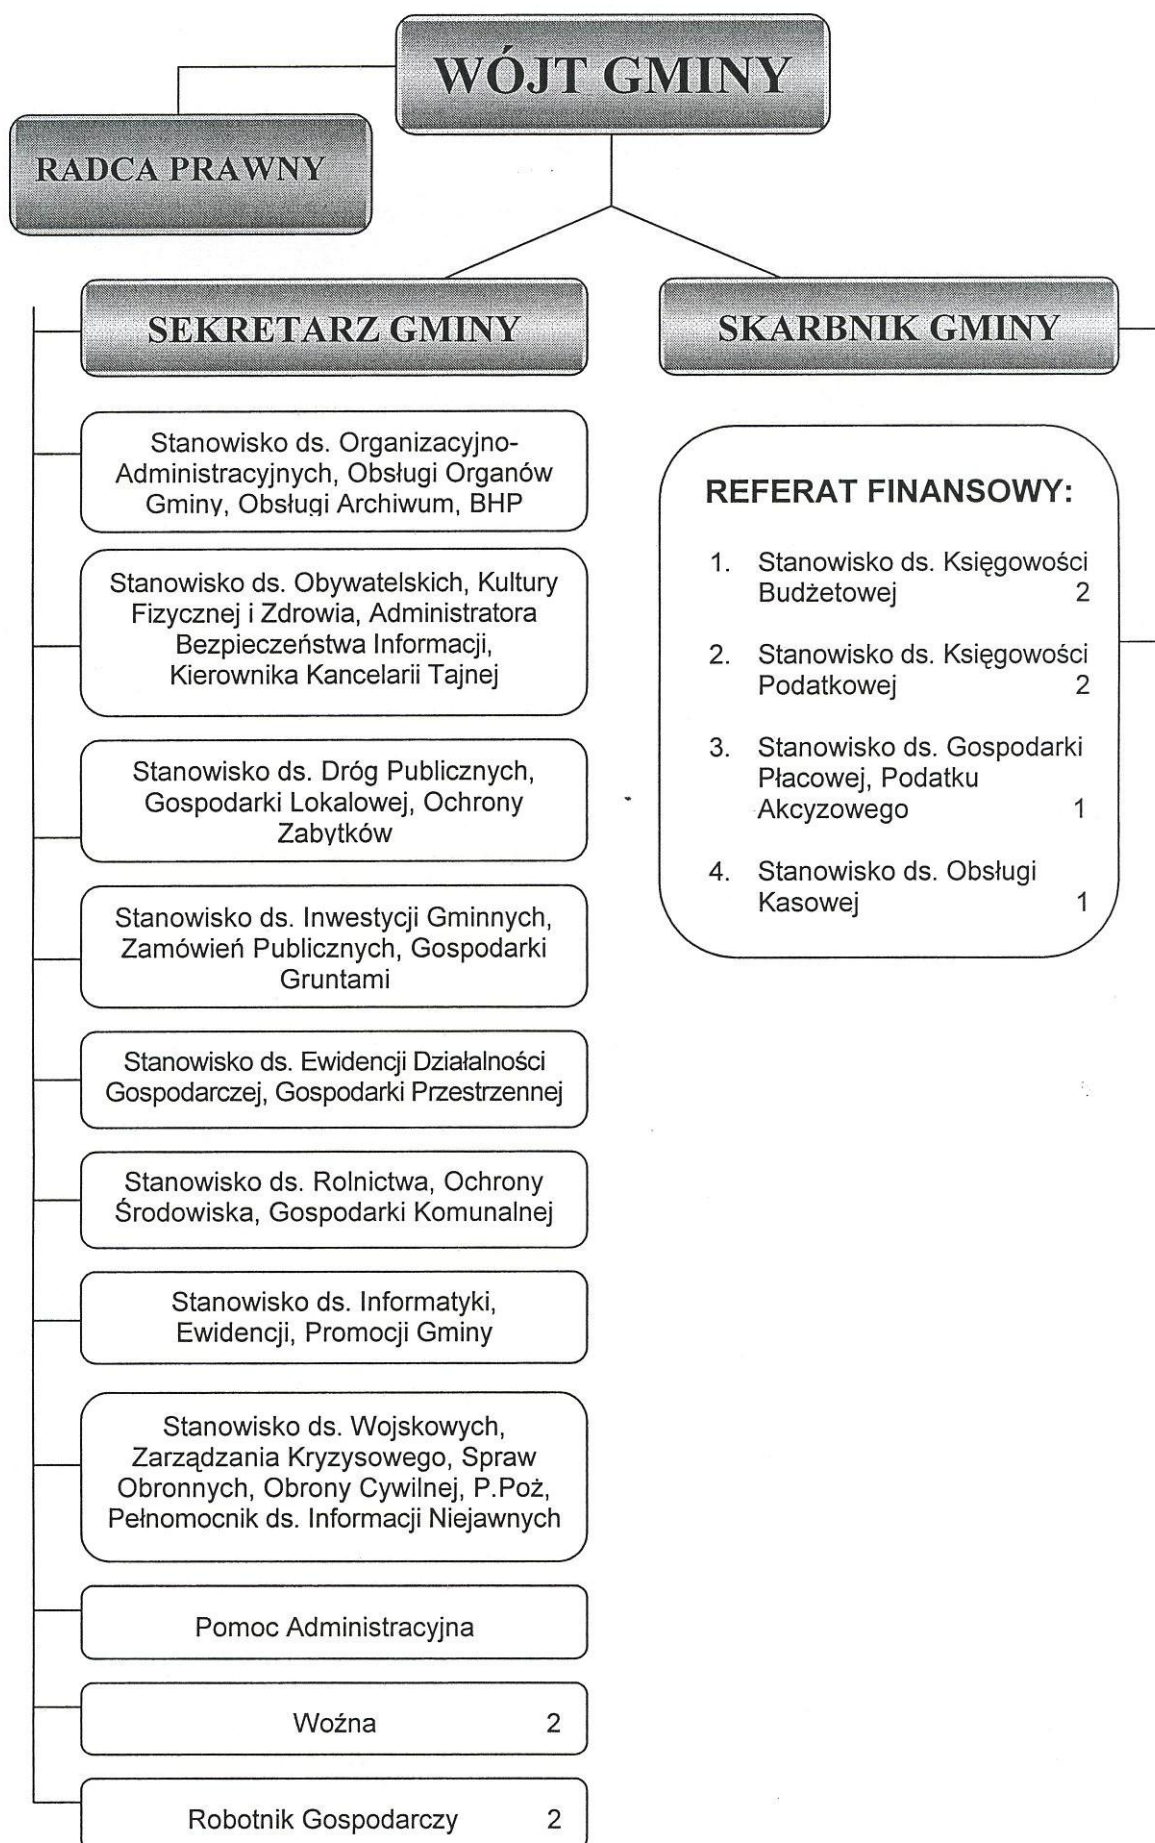 WÓJT GMINY
RADCA PRAWNY
SEKRETARZ GMINY
Stanowisko ds. Organizacyjno-
Administracyjnych, Obsługi Organów
Gminy, Obsługi Archiwum, BHP
Stanowisko ds. Obywatelskich, Kultury
Fizycznej i Zdrowia, Administratora
Bezpieczeństwa Informacji,
Kierownika Kancelarii Tajnej
Stanowisko ds. Dróg Publicznych,
Gospodarki Lokalowej, Ochrony
Zabytków
Stanowisko ds. Inwestycji Gminnych,
Zamówień Publicznych, Gospodarki
Gruntami
Stanowisko ds. Ewidencji Działalności
Gospodarczej, Gospodarki Przestrzennej
Stanowisko ds. Rolnictwa, Ochrony
Środowiska, Gospodarki Komunalnej
Stanowisko ds. Informatyki,
Ewidencji, Promocji Gminy
Stanowisko ds. Wojskowych,
Zarządzania Kryzysowego, Spraw
Obronnych, Obrony Cywilnej, P.Poż,
Pełnomocnik ds. Informacji Niejawnych
Pomoc Administracyjna
Woźna 2
Robotnik Gospodarczy 2
SKARBNIK GMINY
REFERAT FINANSOWY:
1. Stanowisko ds. Księgowości
Budżetowej 2
2. Stanowisko ds. Księgowości
Podatkowej 2
3. Stanowisko ds. Gospodarki
Płacowej, Podatku
Akcyzowego 1
4. Stanowisko ds. Obsługi
Kasowej 1